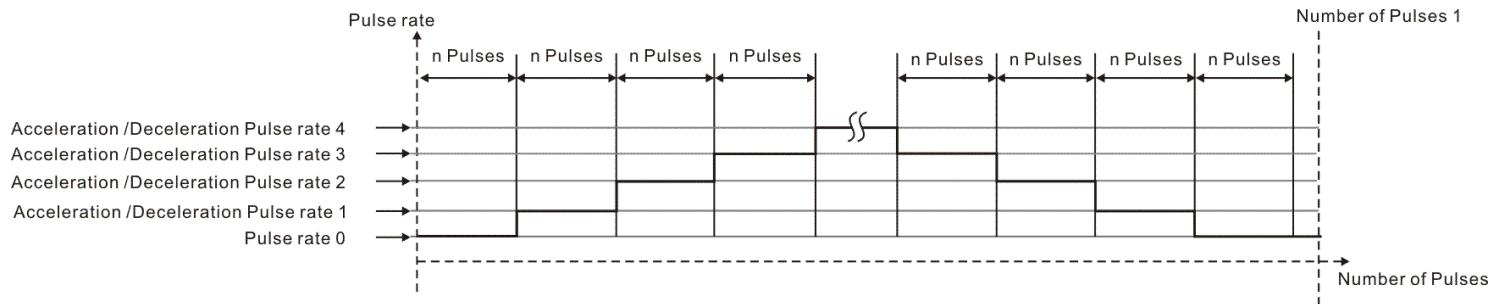 Pulse rate
Number of Pulses 1
n Pulses
n Pulses
n Pulses
n Pulses
n Pulses
n Pulses
n Pulses
n Pulses
Acceleration /Deceleration Pulse rate 4
Acceleration /Deceleration Pulse rate 3
Acceleration /Deceleration Pulse rate 2
Acceleration /Deceleration Pulse rate 1
Pulse rate 0
Number of Pulses